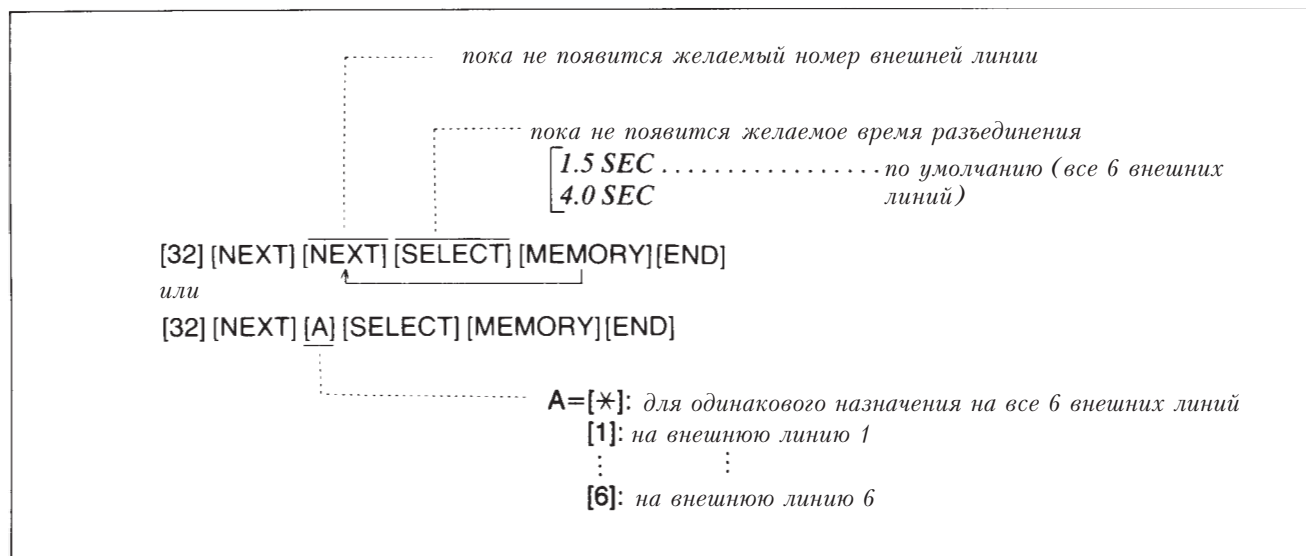 пока не появится желаемый номер внешней линии
пока не появится желаемое время разъединения
1.5 SEC . . . . . . . . . . . . . . . . . по умолчанию (все 6 внешних
4.0 SEC линий)
[32] [NEXT] [NEXT] [SELECT] [MEMORY] [END]
или
[32] [NEXT] [A] [SELECT] [MEMORY] [END]
A=[✳]: для одинакового назначения на все 6 внешних линий
[1]: на внешнюю линию 1
⋮ ⋮
[6]: на внешнюю линию 6